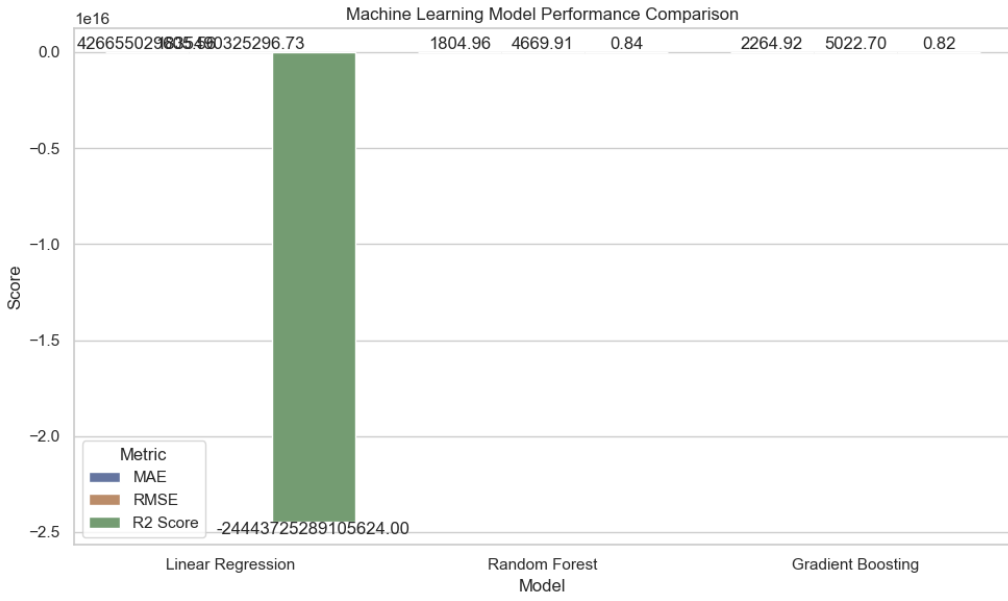 Machine Learning Model Performance Comparison
1e16
1804.96 4669.91 0.84 2264.92 5022.70 0.82
0.0
−0.5
−1.0
−1.5
−2.0
−2.5
Score
Metric
MAE
RMSE
R2 Score
-24443725289105624.00
Linear Regression Random Forest Gradient Boosting
Model